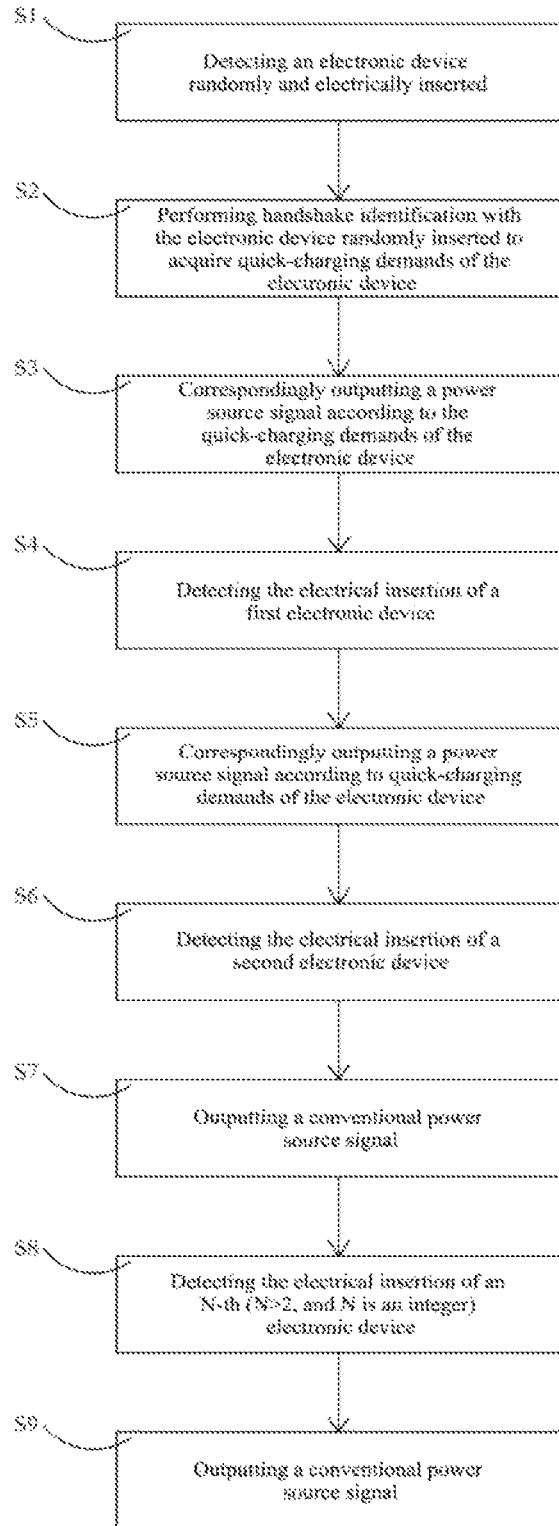 S1
Detecting an electronic device
randomly and electrically inserted
S2
Performing handshake identification with
the electronic device randomly inserted to
acquire quick-charging demands of the
electronic device
S3
Correspondingly outputting a power
source signal according to the
quick-charging demands of the
electronic device
S4
Detecting the electrical insertion of a
first electronic device
S5
Correspondingly outputting a power
source signal according to quick-charging
demands of the electronic device
S6
Detecting the electrical insertion of a
second electronic device
S7
Outputting a conventional power
source signal
S8
Detecting the electrical insertion of an
N-th (N>2, and N is an integer)
electronic device
S9
Outputting a conventional power
source signal